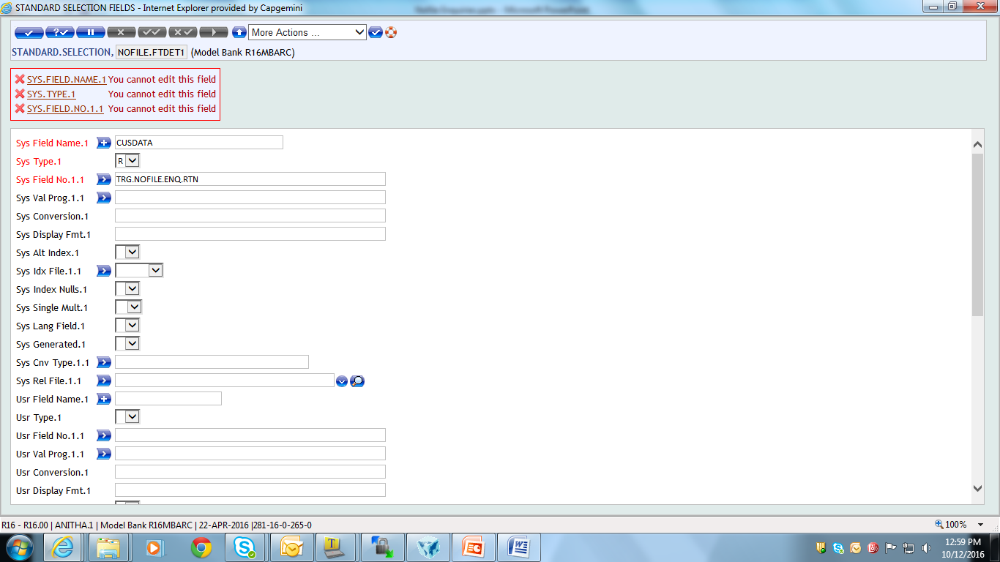 STANDARD SELECTION FIELDS - Internet Explorer provided by Capgemini
More Actions ...
STANDARD.SELECTION, NOFILE.FTDET1 (Model Bank R16MBARC)
SYS.FIELD.NAME.1 You cannot edit this field
SYS.TYPE.1 You cannot edit this field
SYS.FIELD.NO.1.1 You cannot edit this field
Sys Field Name.1 CUSDATA
Sys Type.1 R
Sys Field No.1.1 TRG.NOFILE.ENQ.RTN
Sys Val Prog.1.1
Sys Conversion.1
Sys Display Fmt.1
Sys Alt Index.1
Sys Idx File.1.1
Sys Index Nulls.1
Sys Single Mult.1
Sys Lang Field.1
Sys Generated.1
Sys Cnv Type.1.1
Sys Rel File.1.1
Usr Field Name.1
Usr Type.1
Usr Field No.1.1
Usr Val Prog.1.1
Usr Conversion.1
Usr Display Fmt.1
R16 - R16.00 | ANITHA.1 | Model Bank R16MBARC | 22-APR-2016 |281-16-0-265-0
100%
12:59 PM
10/12/2016